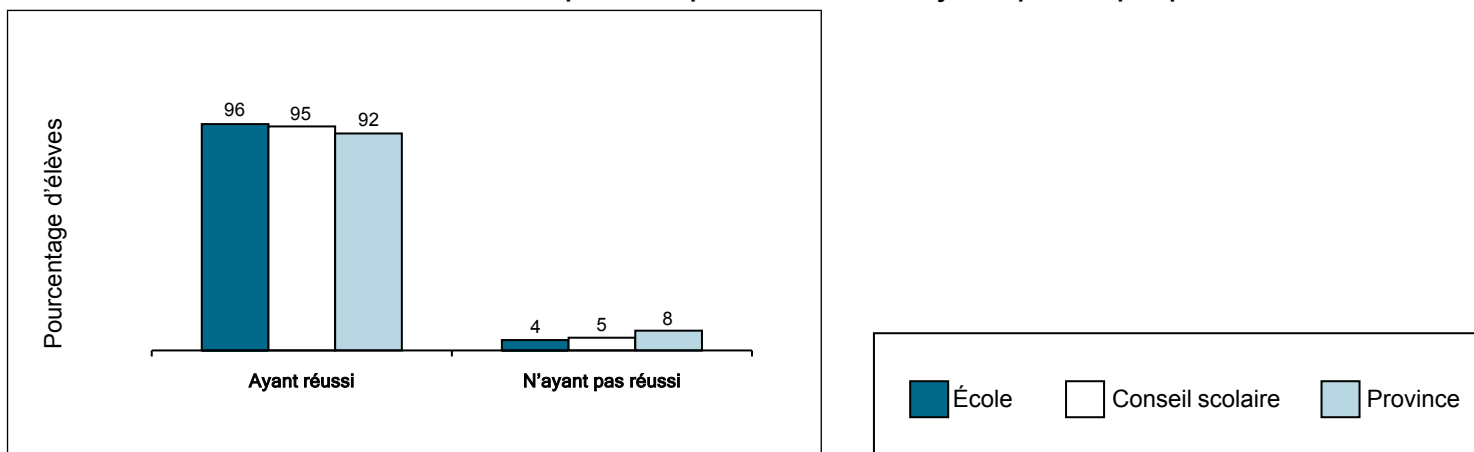 96
95
92
4
5
8
Pourcentage d'élèves
Ayant réussi
N'ayant pas réussi
École
Conseil scolaire
Province